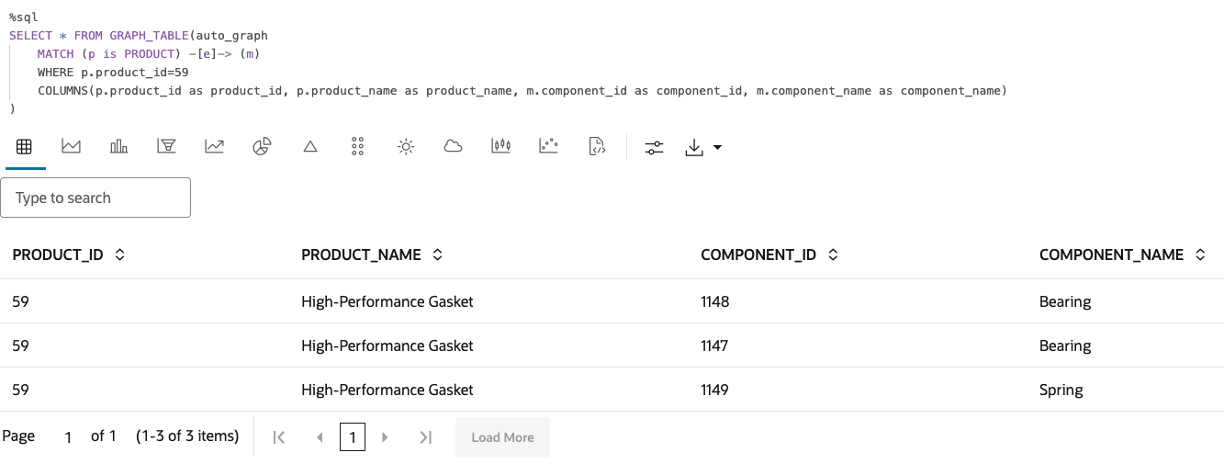 %sql
SELECT * FROM GRAPH_TABLE(auto_graph
MATCH (p is PRODUCT) -[e]-> (m)
WHERE p.product_id=59
COLUMNS(p.product_id as product_id, p.product_name as product_name, m.component_id as component_id, m.component_name as component_name)
)
Type to search
PRODUCT_ID PRODUCT_NAME COMPONENT_ID COMPONENT_NAME
59 High-Performance Gasket 1148 Bearing
59 High-Performance Gasket 1147 Bearing
59 High-Performance Gasket 1149 Spring
Page 1 of 1 (1-3 of 3 items) 1 Load More